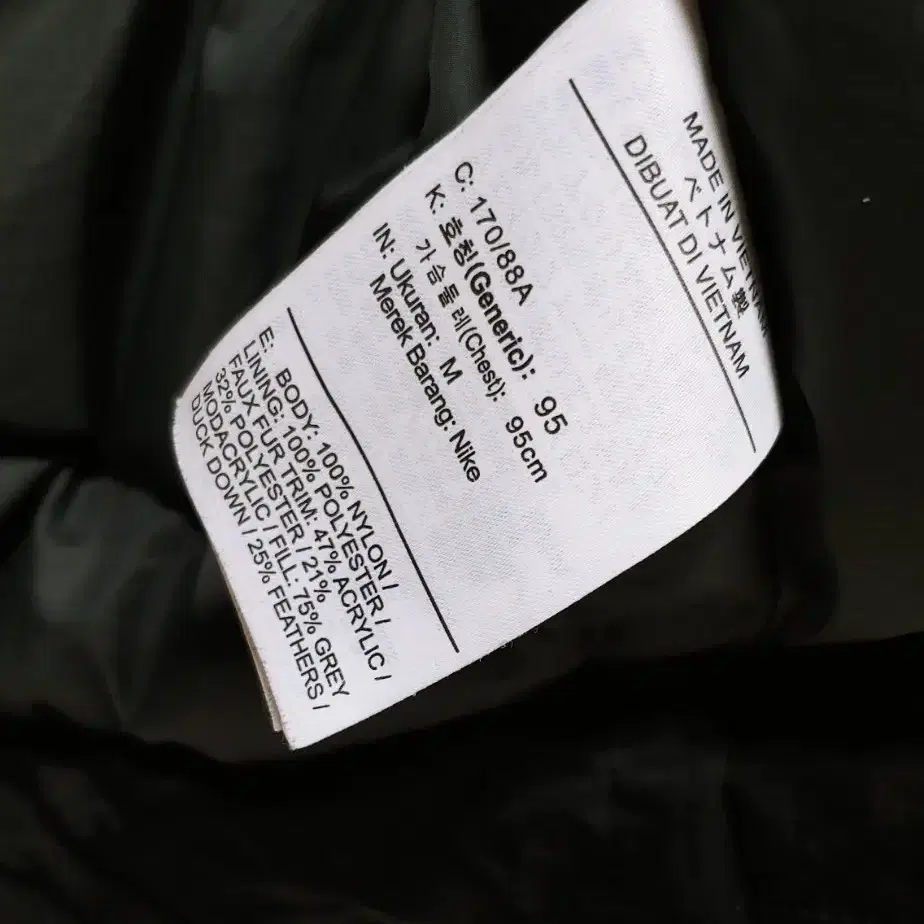 MADE IN VIETNAM
ベトナム製
DIBUAT DI VIETNAM
C: 170/88A
K: 호칭(Generic): 95
가슴둘레(Chest): 95cm
IN: Ukuran: M
Merek Barang: Nike
E: BODY: 100% NYLON /
LINING: 100% POLYESTER /
FAUX FUR TRIM: 47% ACRYLIC /
32% POLYESTER / 21%
MODACRYLIC / FILL: 75% GREY
DUCK DOWN / 25% FEATHERS /